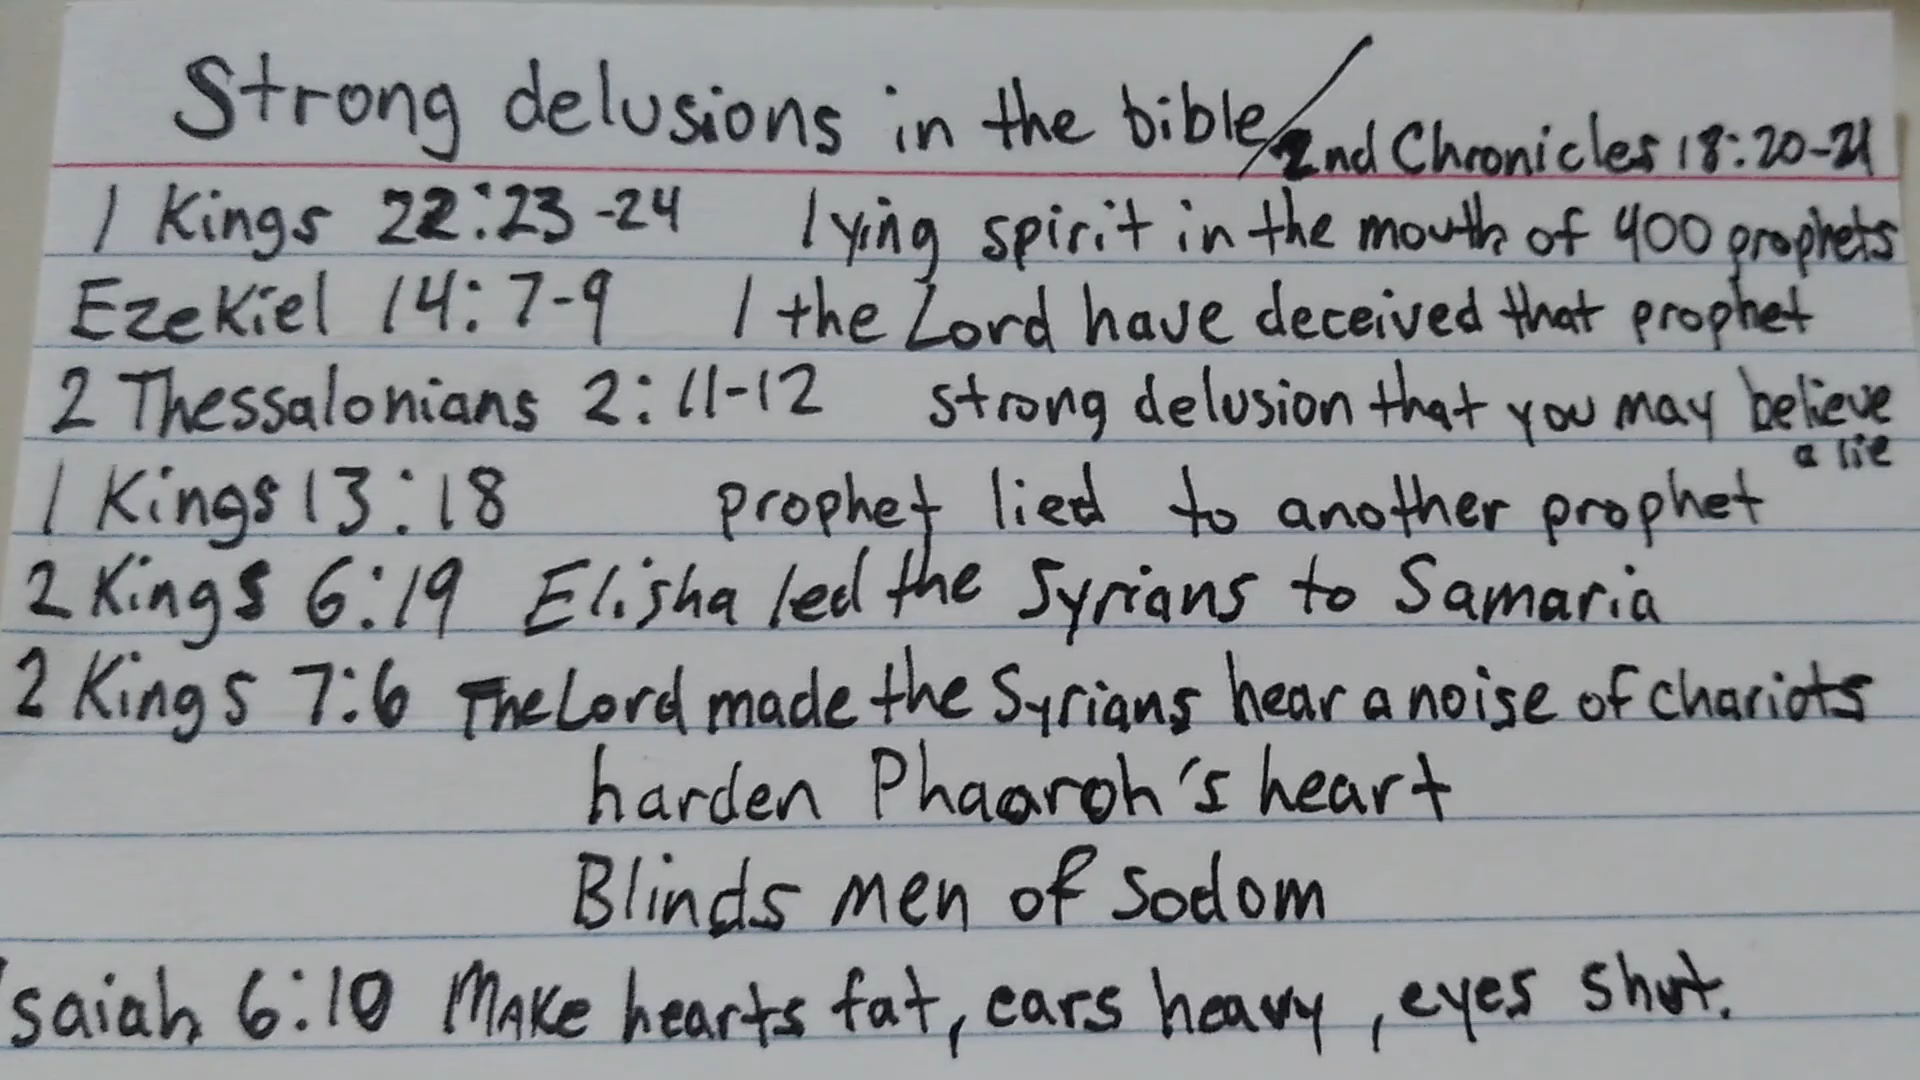 Strong delusions in the bible/2nd Chronicles 18:20-21
1 Kings 22:23-24 lying spirit in the mouth of 400 prophets
Ezekiel 14:7-9 I the Lord have deceived that prophet
2 Thessalonians 2:11-12 strong delusion that you may believe
a lie
1 Kings 13:18 prophet lied to another prophet
2 Kings 6:19 Elisha led the Syrians to Samaria
2 Kings 7:6 The Lord made the Syrians hear a noise of chariots
harden Phaaroh's heart
Blinds men of Sodom
Isaiah 6:10 Make hearts fat, ears heavy, eyes shut.